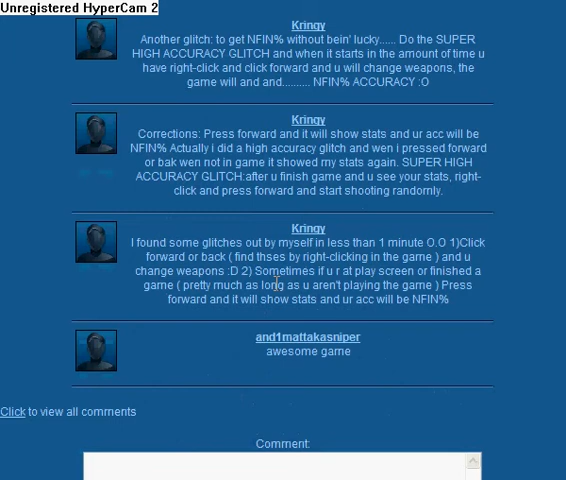 Unregistered HyperCam 2
Kringy
Another glitch: to get NFIN% without bein' lucky...... Do the SUPER
HIGH ACCURACY GLITCH and when it starts in the amount of time u
have right-click and click forward and u will change weapons, the
game will and and.......... NFIN% ACCURACY :O
Kringy
Corrections: Press forward and it will show stats and ur acc will be
NFIN% Actually i did a high accuracy glitch and wen i pressed forward
or bak wen not in game it showed my stats again. SUPER HIGH
ACCURACY GLITCH:after u finish game and u see your stats, right-
click and press forward and start shooting randomly.
Kringy
I found some glitches out by myself in less than 1 minute O.O 1)Click
forward or back ( find thses by right-clicking in the game ) and u
change weapons :D 2) Sometimes if u r at play screen or finished a
game ( pretty much as long as u aren't playing the game ) Press
forward and it will show stats and ur acc will be NFIN%
and1mattakasniper
awesome game
Click to view all comments
Comment: